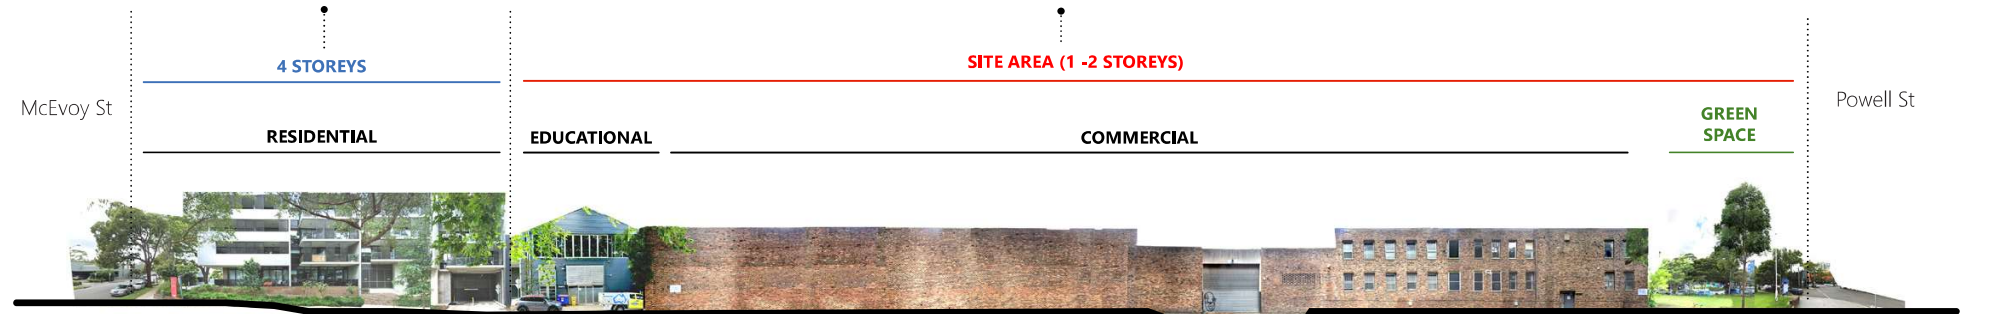 4 STOREYS
SITE AREA (1 -2 STOREYS)
McEvoy St
Powell St
RESIDENTIAL
EDUCATIONAL
COMMERCIAL
GREEN
SPACE